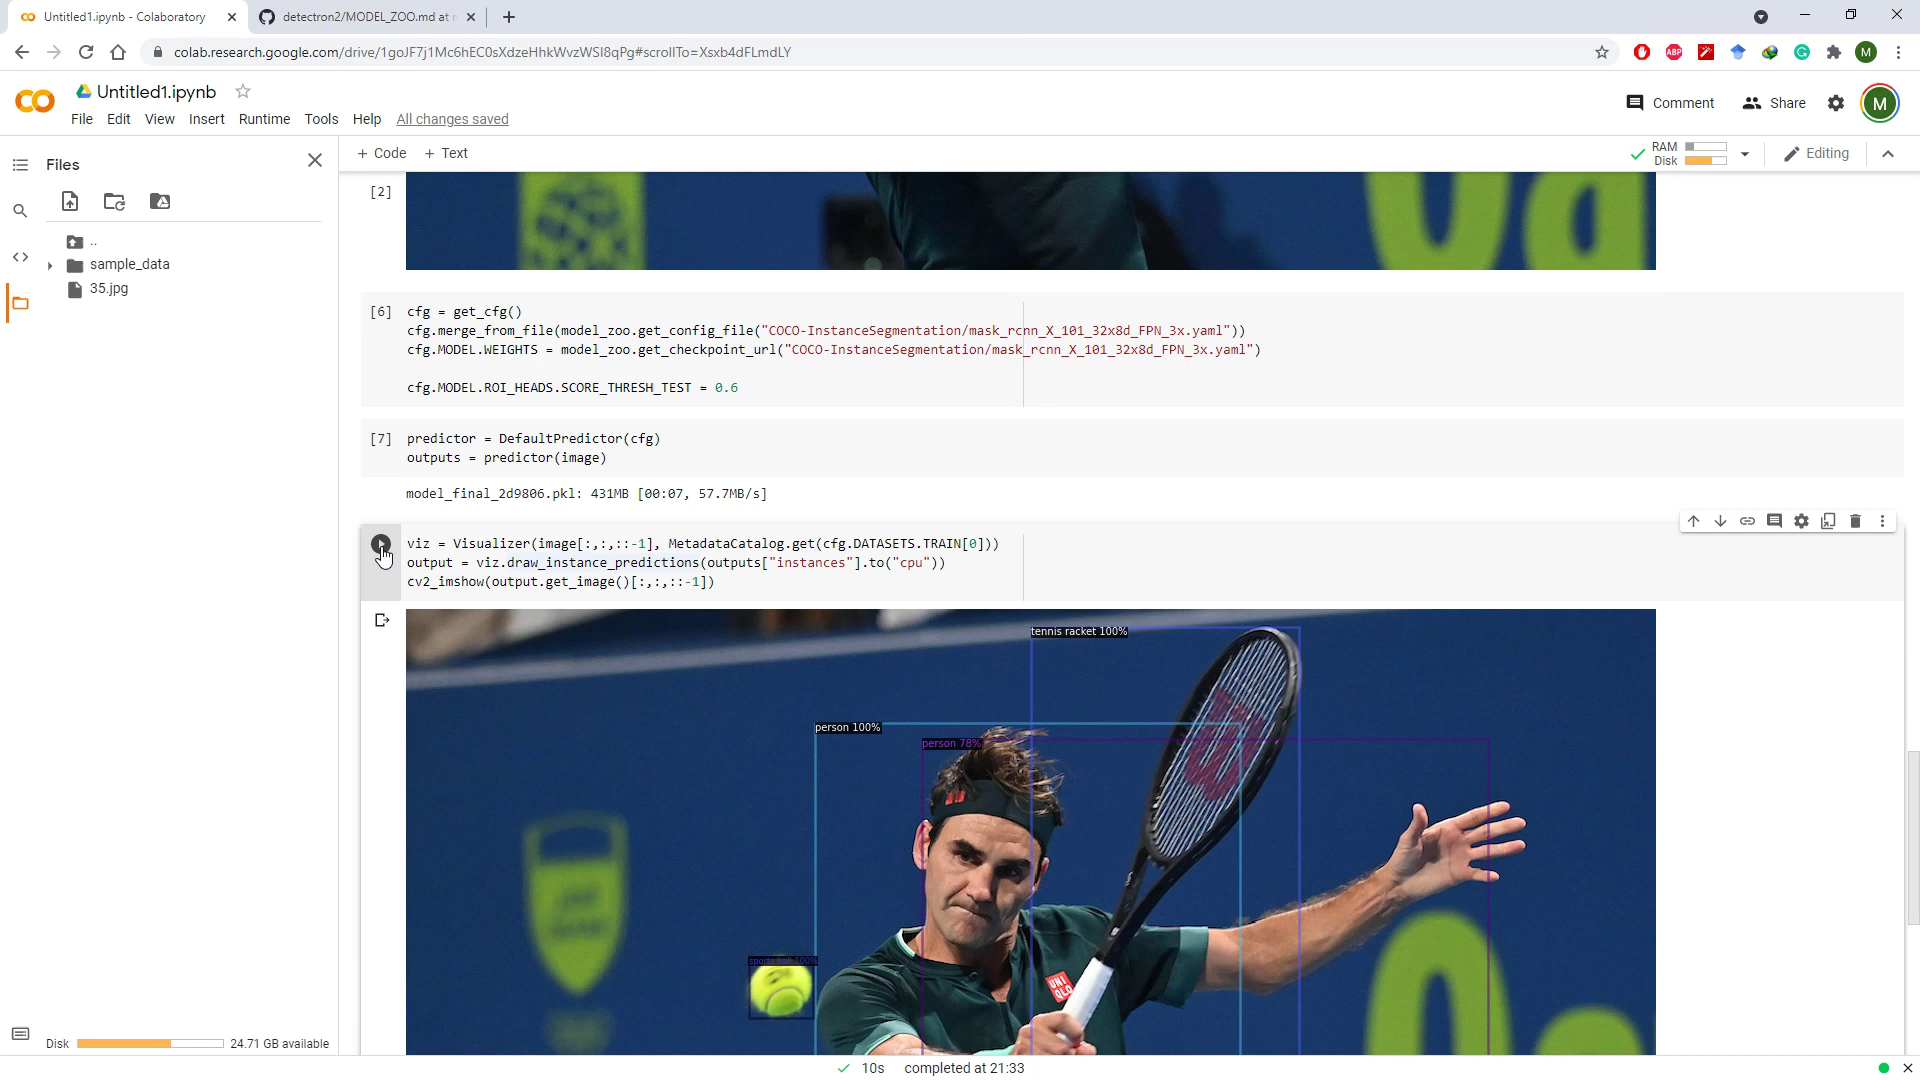 Untitled1.ipynb - Colaboratory
detectron2/MODEL_ZOO.md at
colab.research.google.com/drive/1goJF7j1Mc6hEC0sXdzeHhkWvzWSI8qPg#scrollTo=Xsxb4dFLmdLY
ABP
M
Untitled1.ipynb
File Edit View Insert Runtime Tools Help All changes saved
Comment Share M
Files
+ Code + Text
RAM
Disk
Editing
..
sample_data
35.jpg
[2]
[6] cfg = get_cfg()
cfg.merge_from_file(model_zoo.get_config_file("COCO-InstanceSegmentation/mask_rcnn_X_101_32x8d_FPN_3x.yaml"))
cfg.MODEL.WEIGHTS = model_zoo.get_checkpoint_url("COCO-InstanceSegmentation/mask_rcnn_X_101_32x8d_FPN_3x.yaml")
cfg.MODEL.ROI_HEADS.SCORE_THRESH_TEST = 0.6
[7] predictor = DefaultPredictor(cfg)
outputs = predictor(image)
model_final_2d9806.pkl: 431MB [00:07, 57.7MB/s]
viz = Visualizer(image[:,:,::-1], MetadataCatalog.get(cfg.DATASETS.TRAIN[0]))
output = viz.draw_instance_predictions(outputs["instances"].to("cpu"))
cv2_imshow(output.get_image()[:,:,::-1])
tennis racket 100%
person 100%
person 78%
sports ball 100%
UNI
QLO
Disk 24.71 GB available
10s completed at 21:33